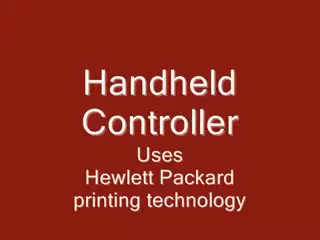 Handheld
Controller
Uses
Hewlett Packard
printing technology